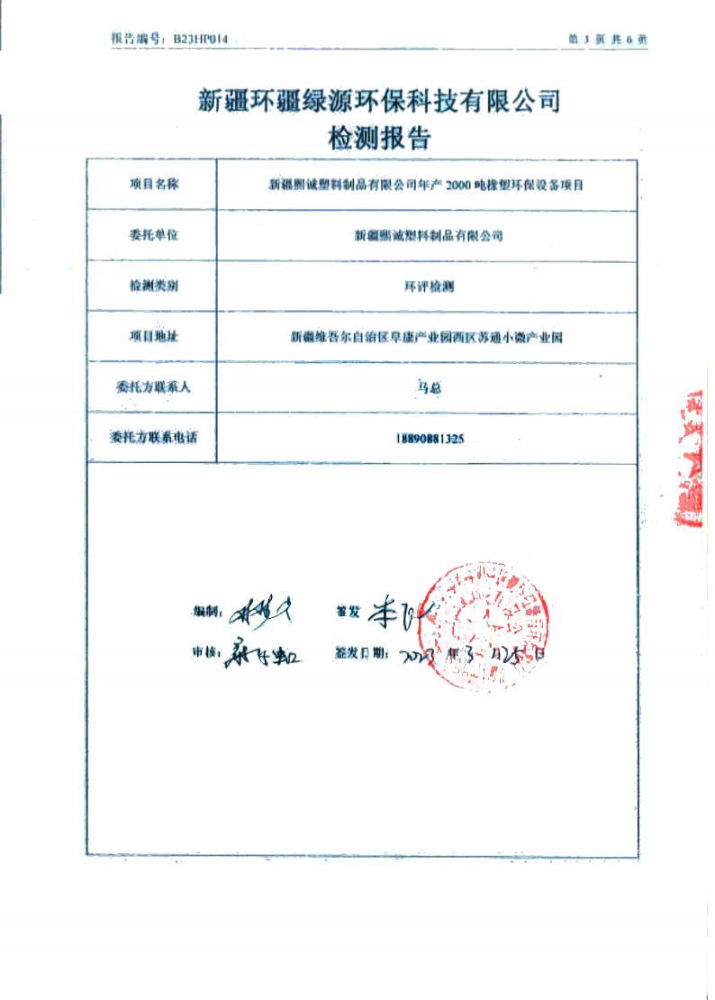 报告编号：B23HP014
第 3 页 共 6 页
新疆环疆绿源环保科技有限公司
检测报告
项目名称
新疆熙诚塑料制品有限公司年产 2000 吨橡塑环保设备项目
委托单位
新疆熙诚塑料制品有限公司
检测类别
环评检测
项目地址
新疆维吾尔自治区阜康产业园西区苏通小微产业园
委托方联系人
马总
委托方联系电话
18890881325
编制：
签发
审核：
签发日期：2023 年 3 月 25 日